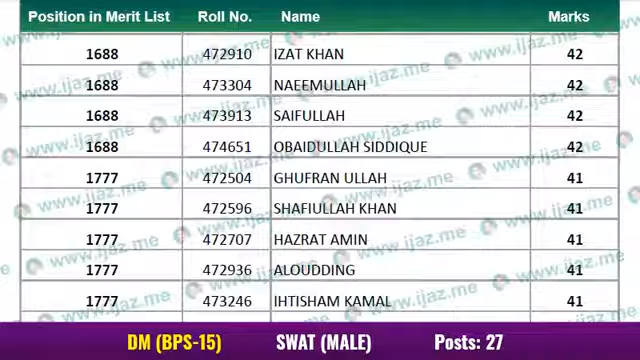 Position in Merit List Roll No. Name Marks
1688 472910 IZAT KHAN 42
1688 473304 NAEEMULLAH 42
1688 473913 SAIFULLAH 42
1688 474651 OBAIDULLAH SIDDIQUE 42
1777 472504 GHUFRAN ULLAH 41
1777 472596 SHAFIULLAH KHAN 41
1777 472707 HAZRAT AMIN 41
1777 472936 ALOUDDING 41
1777 473246 IHTISHAM KAMAL 41
www.ijaz.me
DM (BPS-15) SWAT (MALE) Posts: 27